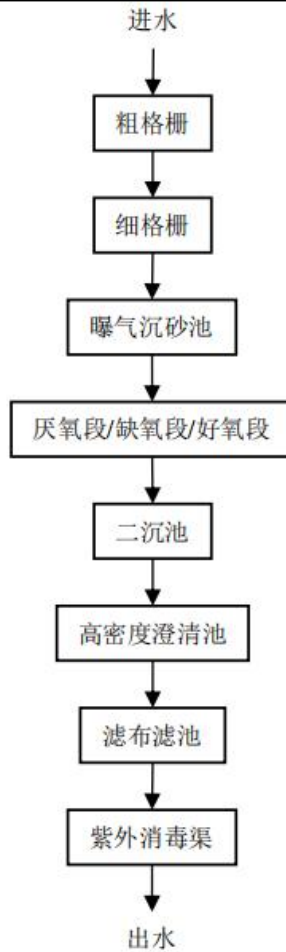 进水
粗格栅
细格栅
曝气沉砂池
厌氧段/缺氧段/好氧段
二沉池
高密度澄清池
滤布滤池
紫外消毒渠
出水